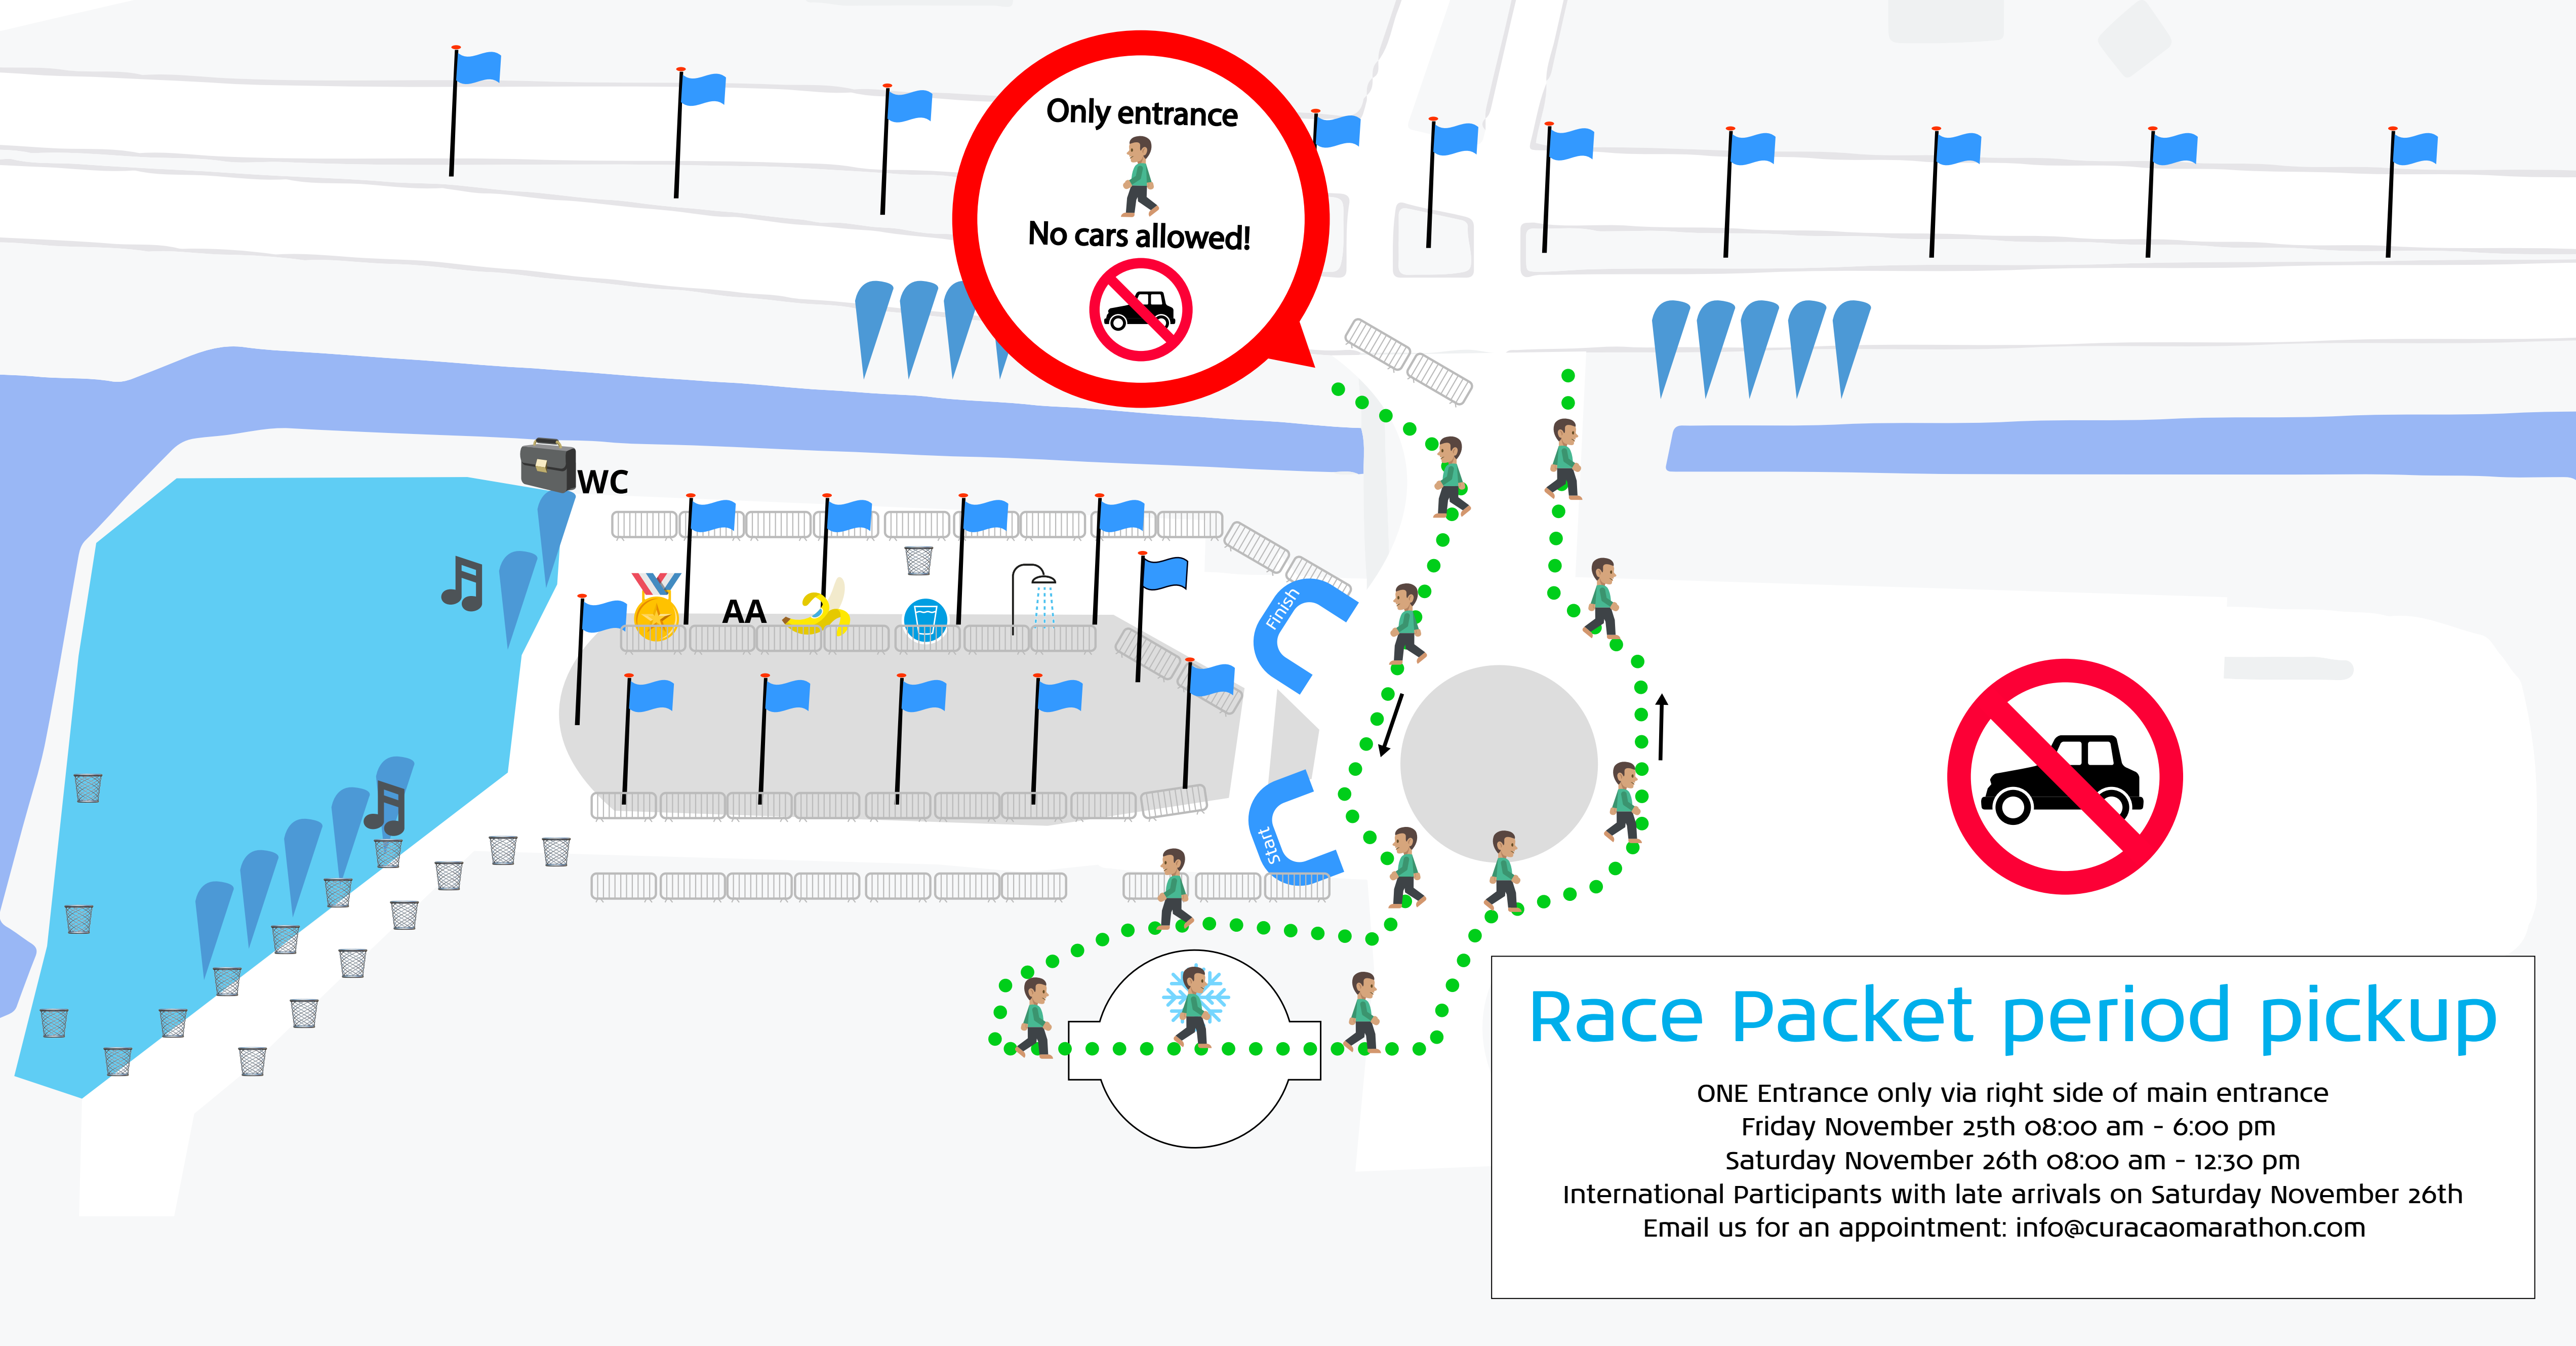 Only entrance
No cars allowed!
WC
AA
Finish
Start
Race Packet period pickup
ONE Entrance only via right side of main entrance
Friday November 25th 08:00 am - 6:00 pm
Saturday November 26th 08:00 am - 12:30 pm
International Participants with late arrivals on Saturday November 26th
Email us for an appointment: info@curacaomarathon.com